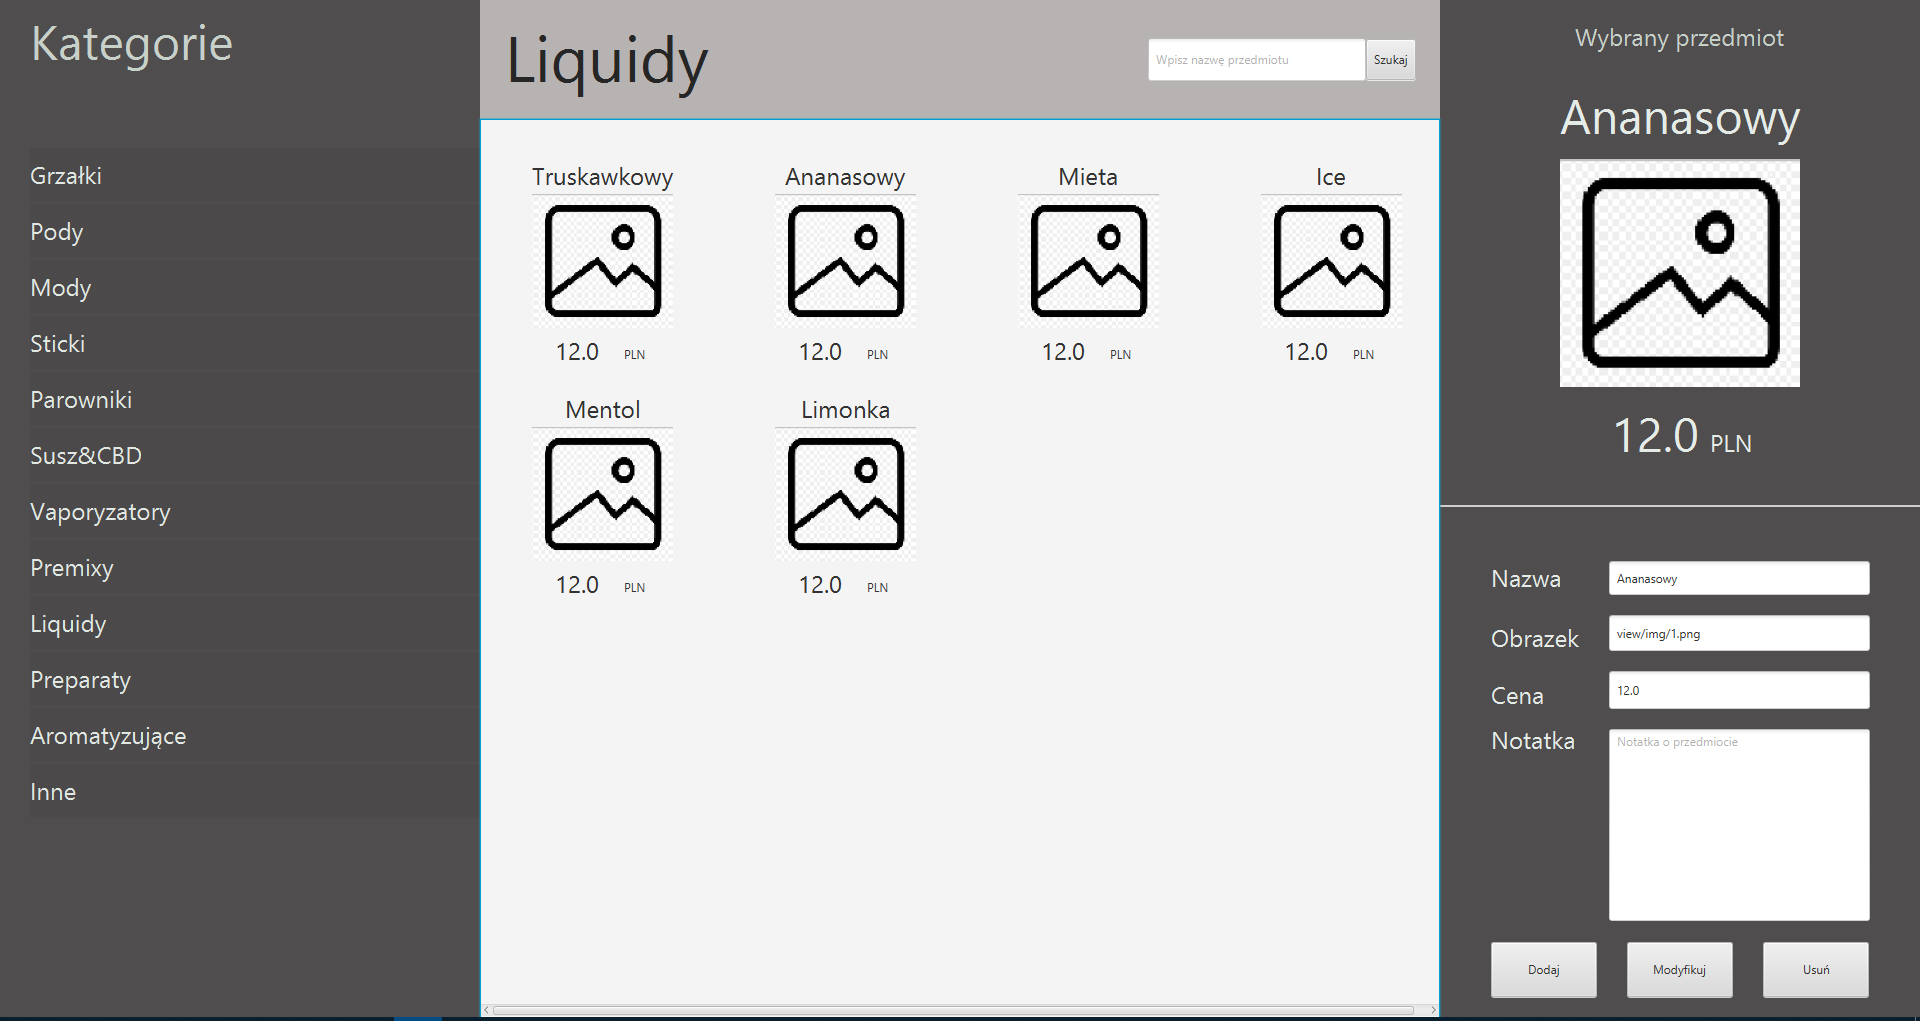 Kategorie
Grzałki
Pody
Mody
Sticki
Parowniki
Susz&CBD
Vaporyzatory
Premixy
Liquidy
Preparaty
Aromatyzujące
Inne
Liquidy
Wpisz nazwę przedmiotu
Szukaj
Truskawkowy
Ananasowy
Mieta
Ice
12.0 PLN
12.0 PLN
12.0 PLN
12.0 PLN
Mentol
Limonka
12.0 PLN
12.0 PLN
Wybrany przedmiot
Ananasowy
12.0 PLN
Nazwa
Ananasowy
Obrazek
view/img/1.png
Cena
12.0
Notatka
Notatka o przedmiocie
Dodaj
Modyfikuj
Usuń